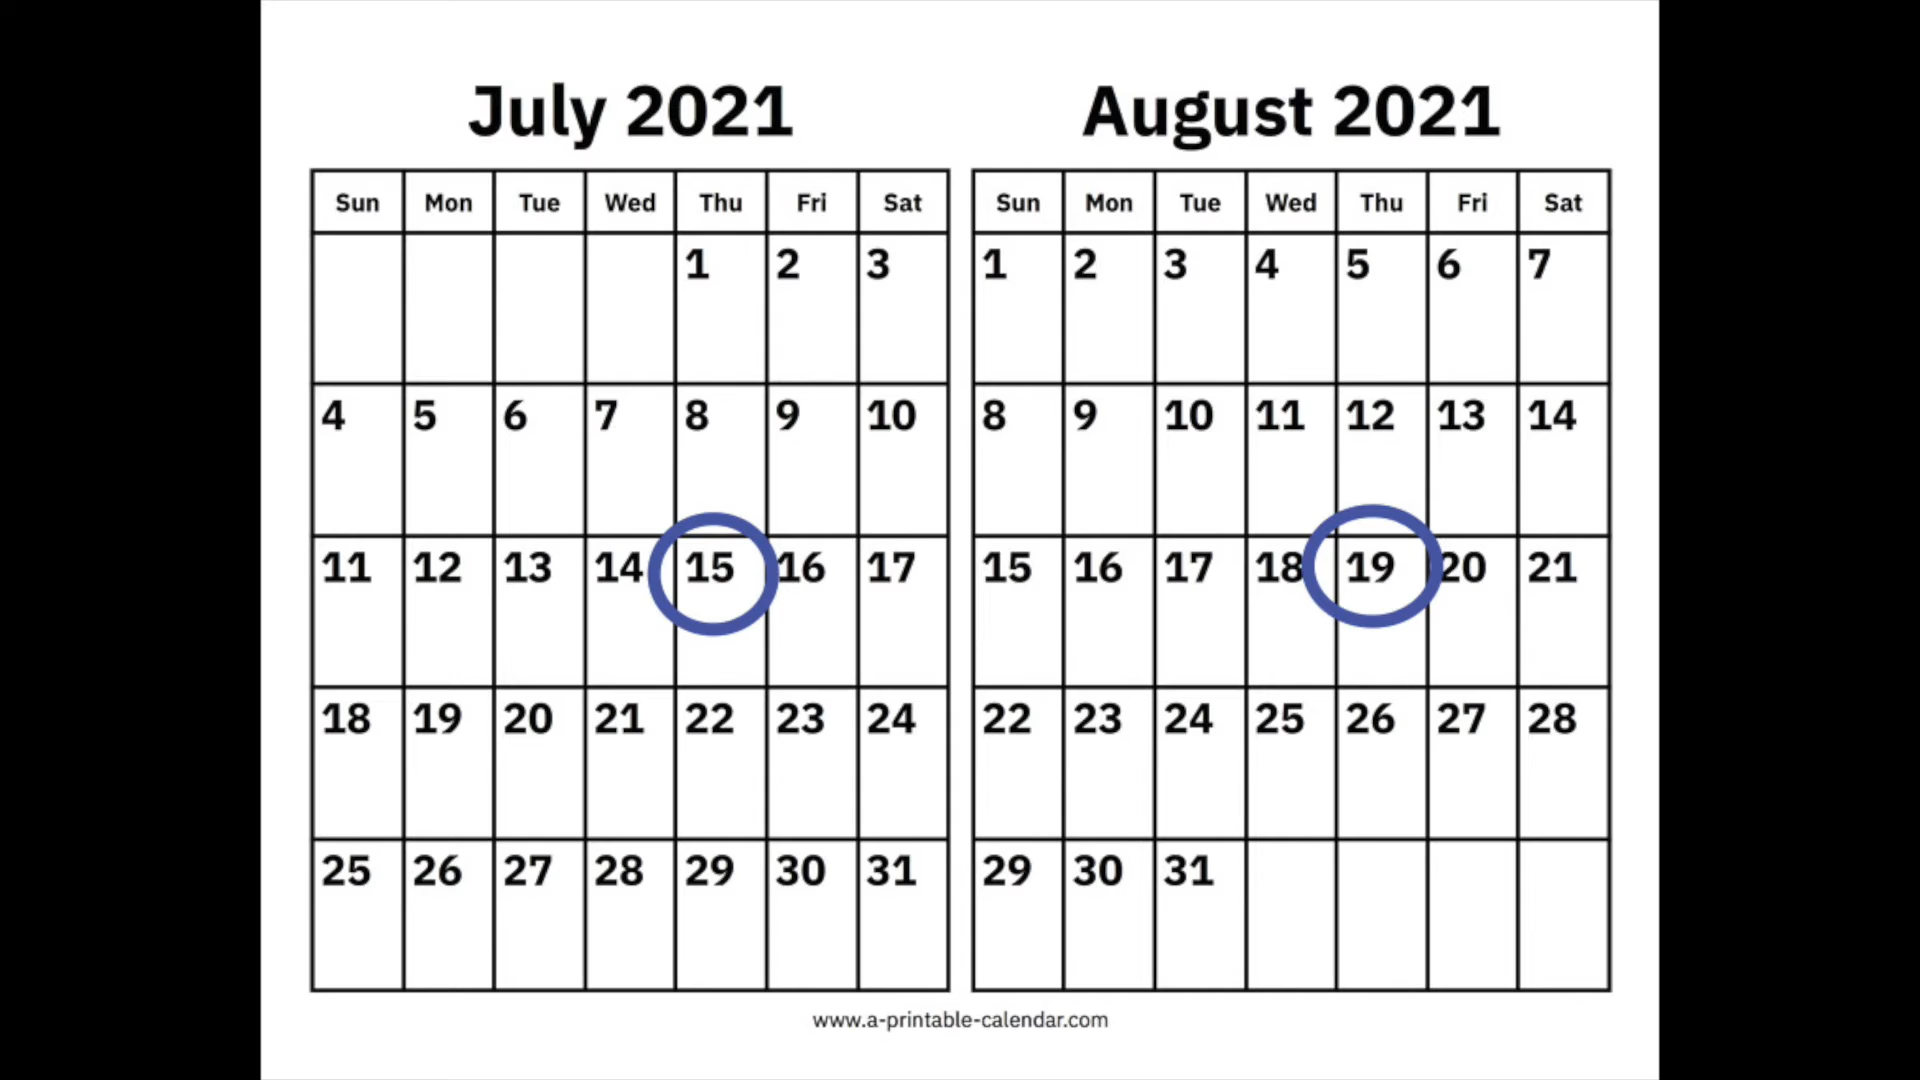 July 2021
Sun Mon Tue Wed Thu Fri Sat
1 2 3
4 5 6 7 8 9 10
11 12 13 14 15 16 17
18 19 20 21 22 23 24
25 26 27 28 29 30 31
August 2021
Sun Mon Tue Wed Thu Fri Sat
1 2 3 4 5 6 7
8 9 10 11 12 13 14
15 16 17 18 19 20 21
22 23 24 25 26 27 28
29 30 31
www.a-printable-calendar.com